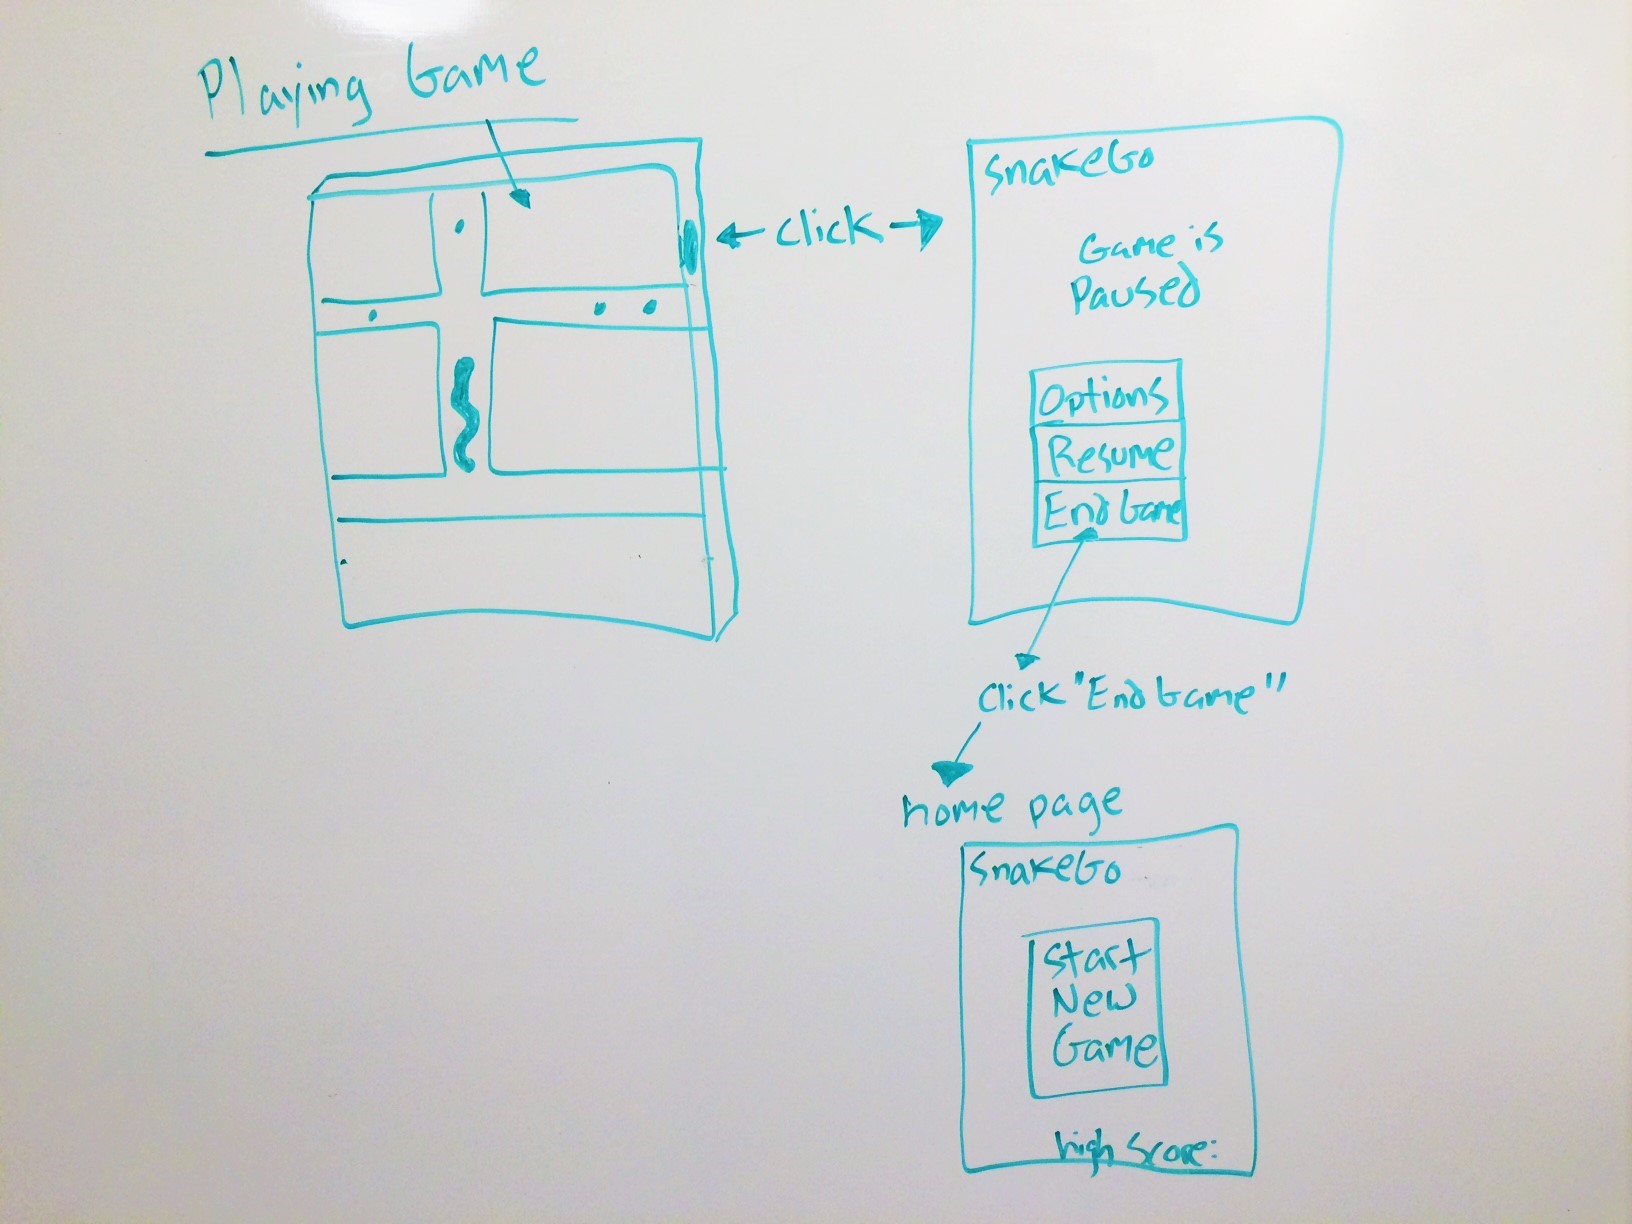 Playing Game
click
SnakeGo
Game is
Paused
Options
Resume
End Game
Click "End Game"
home page
SnakeGo
Start
New
Game
high Score: